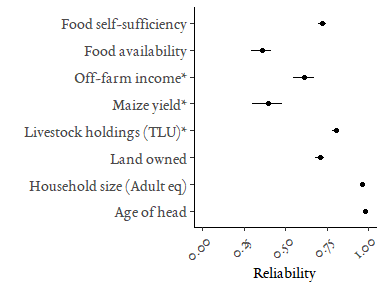 Food self-sufficiency
Food availability
Off-farm income*
Maize yield*
Livestock holdings (TLU)*
Land owned
Household size (Adult eq)
Age of head
0.00 0.25 0.50 0.75 1.00
Reliability